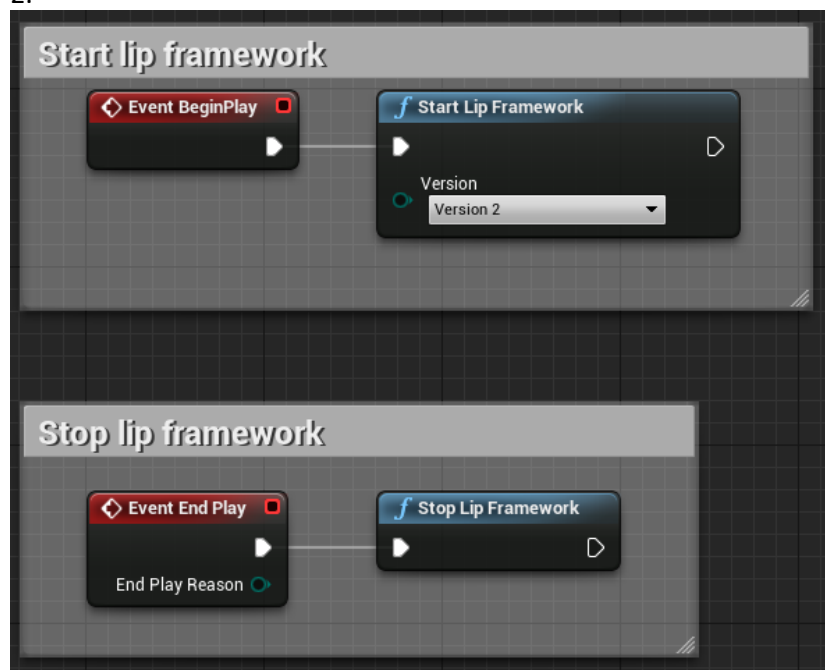 Start lip framework
Event BeginPlay
f Start Lip Framework
Version
Version 2
Stop lip framework
Event End Play
f Stop Lip Framework
End Play Reason